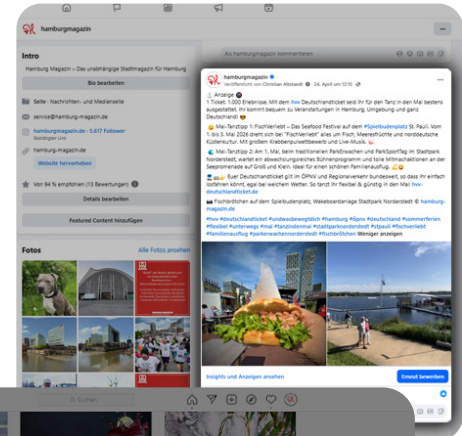 hamburgmagazin
Intro
Hamburg Magazin - Das unabhängige Stadtmagazin für Hamburg
Bio bearbeiten
Seite · Nachrichten- und Medienseite
service@hamburg-magazin.de
hamburgmagazin.de · 5.617 Follower
hamburg-magazin.de
Website hervorheben
Von 94 % empfohlen (13 Bewertungen)
Details bearbeiten
Featured Content hinzufügen
Fotos
Alle Fotos ansehen
Als hamburgmagazin kommentieren
hamburgmagazin
Veröffentlicht von Christian Altstaedt · 24. April um 12:15
Anzeige
1 Ticket, 1.000 Erlebnisse. Mit dem hvv Deutschlandticket seid ihr für den Tanz in den Mai bestens
ausgestattet. Ihr kommt bequem zu Veranstaltungen in Hamburg, Umgebung und ganz
Deutschland!
Mai-Tanztipp 1: Fischverliebt – Das Seafood Festival auf dem #Spielbudenplatz St. Pauli. Vom
1. bis 3. Mai 2026 dreht sich bei "Fischverliebt" alles um Fisch, Meeresfrüchte und norddeutsche
Küstenkultur. Mit großem Krabbenpulwettbewerb und Live-Musik.
Mai-Tanztipp 2: Am 1. Mai, beim traditionellen ParkErwachen und ParkSportTag im Stadtpark
Norderstedt, wartet ein abwechslungsreiches Bühnenprogramm und tolle Mitmachaktionen an der
Seepromenade auf Groß und Klein. Ideal für einen schönen Familienausflug.
Euer Deutschlandticket gilt im ÖPNV und Regionalverkehr bundesweit, so dass ihr einfach
losfahren könnt, egal bei welchem Wetter. So tanzt ihr flexibel & günstig in den Mai: hvv-
deutschlandticket.de
Fischbrötchen auf dem Spielbudenplatz, Wakeboardanlage Stadtpark Norderstedt © hamburg-
magazin.de
#hvv #deutschlandticket #undwasbewegtdich #hamburg #öpnv #deutschland #sommerferien
#flexibel #unterwegs #mai #tanzindenmai #stadtparknorderstedt #stpauli #fischverliebt
#familienausflug #parkerwachennorderstedt #fischbrötchen Weniger anzeigen
Insights und Anzeigen ansehen
Erneut bewerben
Suchen